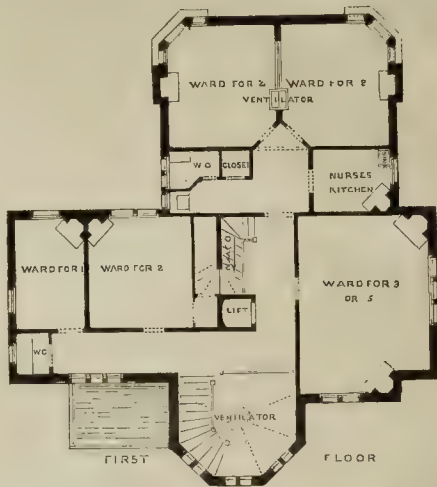 WARD FOR 2
WARD FOR 2
VENTILATOR
W C
CLOSET
NURSES
KITCHEN
WARD FOR 1
WARD FOR 2
LIFT
WARD FOR 3
OR 5
WC
VENTILATOR
FIRST
FLOOR